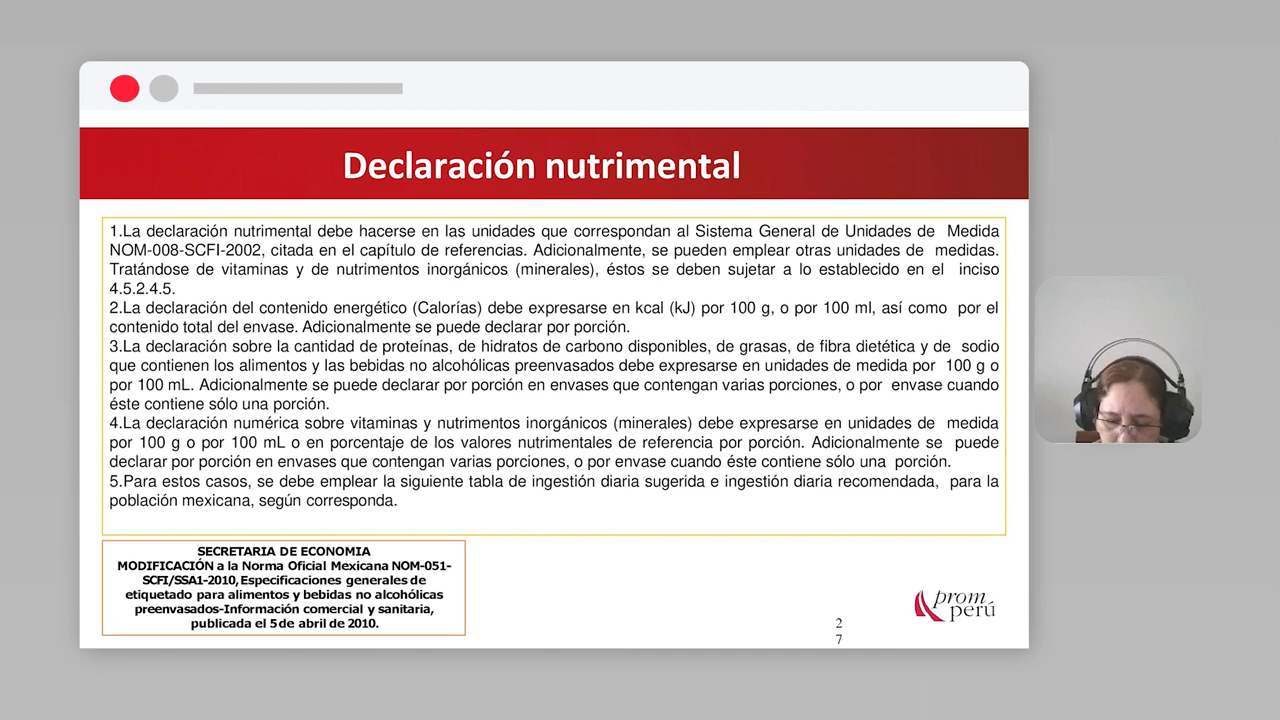 Declaración nutrimental
1.La declaración nutrimental debe hacerse en las unidades que correspondan al Sistema General de Unidades de Medida
NOM-008-SCFI-2002, citada en el capítulo de referencias. Adicionalmente, se pueden emplear otras unidades de medidas.
Tratándose de vitaminas y de nutrimentos inorgánicos (minerales), éstos se deben sujetar a lo establecido en el inciso
4.5.2.4.5.
2.La declaración del contenido energético (Calorías) debe expresarse en kcal (kJ) por 100 g, o por 100 ml, así como por el
contenido total del envase. Adicionalmente se puede declarar por porción.
3.La declaración sobre la cantidad de proteínas, de hidratos de carbono disponibles, de grasas, de fibra dietética y de sodio
que contienen los alimentos y las bebidas no alcohólicas preenvasados debe expresarse en unidades de medida por 100 g o
por 100 mL. Adicionalmente se puede declarar por porción en envases que contengan varias porciones, o por envase cuando
éste contiene sólo una porción.
4.La declaración numérica sobre vitaminas y nutrimentos inorgánicos (minerales) debe expresarse en unidades de medida
por 100 g o por 100 mL o en porcentaje de los valores nutrimentales de referencia por porción. Adicionalmente se puede
declarar por porción en envases que contengan varias porciones, o por envase cuando éste contiene sólo una porción.
5.Para estos casos, se debe emplear la siguiente tabla de ingestión diaria sugerida e ingestión diaria recomendada, para la
población mexicana, según corresponda.
SECRETARIA DE ECONOMIA
MODIFICACIÓN a la Norma Oficial Mexicana NOM-051-
SCFI/SSA1-2010, Especificaciones generales de
etiquetado para alimentos y bebidas no alcohólicas
preenvasados-Información comercial y sanitaria,
publicada el 5 de abril de 2010.
prom
perú
2
7